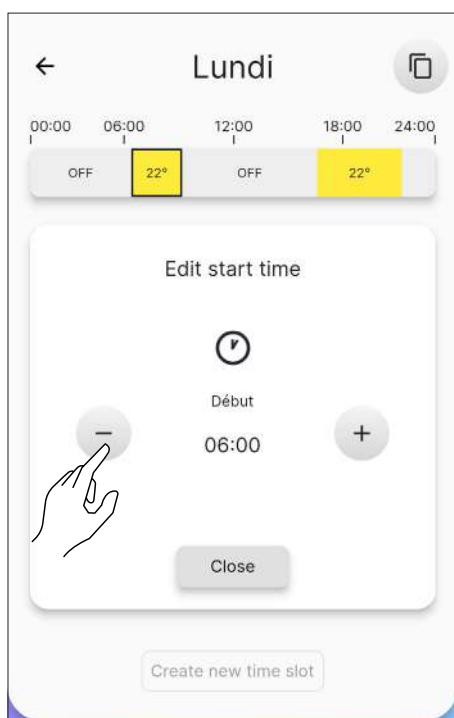 Lundi
00:00 06:00 12:00 18:00 24:00
OFF 22° OFF 22°
Edit start time
Début
− 06:00 +
Close
Create new time slot